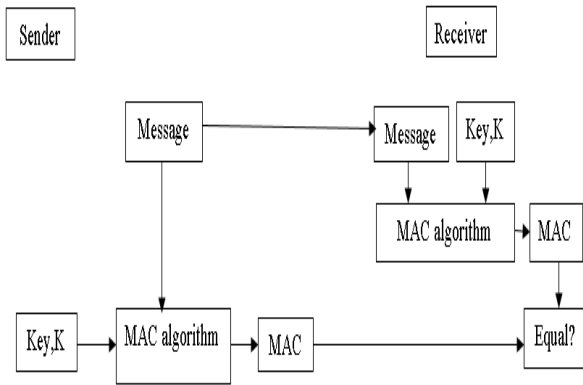 Sender
Receiver
Message
Message
Key,K
MAC algorithm
MAC
Key,K
MAC algorithm
MAC
Equal?